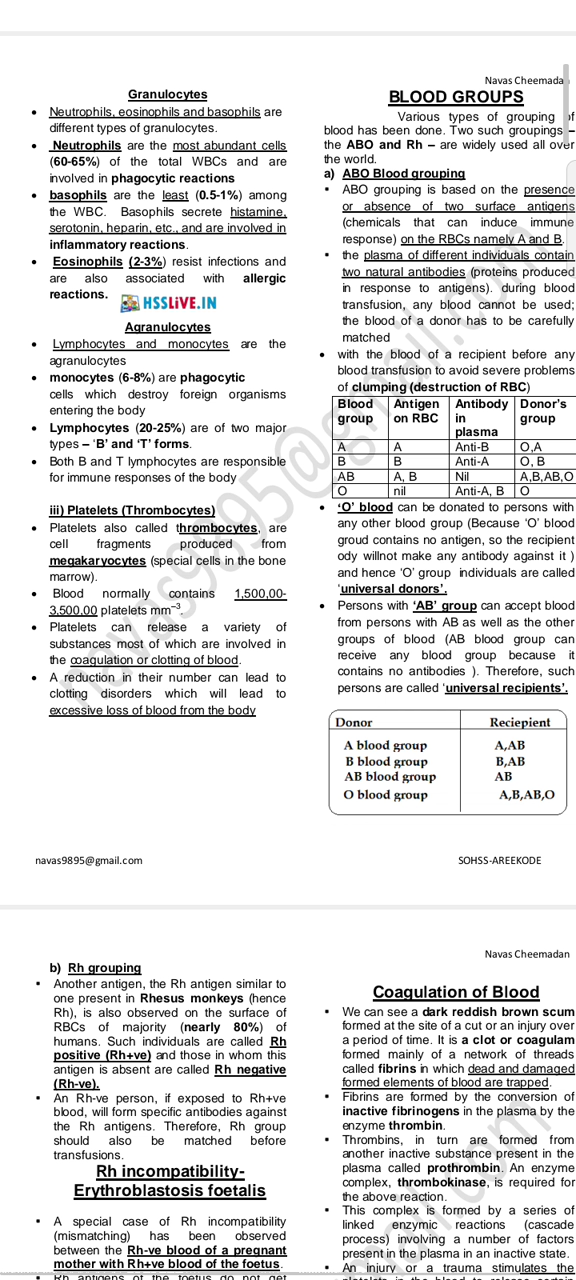 Navas Cheemada
Granulocytes
• Neutrophils, eosinophils and basophils are
different types of granulocytes.
• Neutrophils are the most abundant cells
(60-65%) of the total WBCs and are
involved in phagocytic reactions
• basophils are the least (0.5-1%) among
the WBC. Basophils secrete histamine,
serotonin, heparin, etc., and are involved in
inflammatory reactions.
• Eosinophils (2-3%) resist infections and
are also associated with allergic
reactions.
HSSLiVE.IN
Agranulocytes
• Lymphocytes and monocytes are the
agranulocytes
• monocytes (6-8%) are phagocytic
cells which destroy foreign organisms
entering the body
• Lymphocytes (20-25%) are of two major
types – 'B' and 'T' forms.
• Both B and T lymphocytes are responsible
for immune responses of the body
iii) Platelets (Thrombocytes)
• Platelets also called thrombocytes, are
cell fragments produced from
megakaryocytes (special cells in the bone
marrow).
• Blood normally contains 1,500,00-
3,500,00 platelets mm⁻³.
• Platelets can release a variety of
substances most of which are involved in
the coagulation or clotting of blood.
• A reduction in their number can lead to
clotting disorders which will lead to
excessive loss of blood from the body
BLOOD GROUPS
Various types of grouping of
blood has been done. Two such groupings –
the ABO and Rh – are widely used all over
the world.
a) ABO Blood grouping
▪ ABO grouping is based on the presence
or absence of two surface antigens
(chemicals that can induce immune
response) on the RBCs namely A and B.
▪ the plasma of different individuals contain
two natural antibodies (proteins produced
in response to antigens). during blood
transfusion, any blood cannot be used;
the blood of a donor has to be carefully
matched
• with the blood of a recipient before any
blood transfusion to avoid severe problems
of clumping (destruction of RBC)
Blood group | Antigen on RBC | Antibody in plasma | Donor's group
A | A | Anti-B | O,A
B | B | Anti-A | O, B
AB | A, B | Nil | A,B,AB,O
O | nil | Anti-A, B | O
• 'O' blood can be donated to persons with
any other blood group (Because 'O' blood
groud contains no antigen, so the recipient
ody willnot make any antibody against it )
and hence 'O' group individuals are called
'universal donors'.
• Persons with 'AB' group can accept blood
from persons with AB as well as the other
groups of blood (AB blood group can
receive any blood group because it
contains no antibodies ). Therefore, such
persons are called 'universal recipients'.
Donor | Reciepient
A blood group | A,AB
B blood group | B,AB
AB blood group | AB
O blood group | A,B,AB,O
navas9895@gmail.com
SOHSS-AREEKODE
navas9895@gmail.com
Navas Cheemadan
b) Rh grouping
▪ Another antigen, the Rh antigen similar to
one present in Rhesus monkeys (hence
Rh), is also observed on the surface of
RBCs of majority (nearly 80%) of
humans. Such individuals are called Rh
positive (Rh+ve) and those in whom this
antigen is absent are called Rh negative
(Rh-ve).
▪ An Rh-ve person, if exposed to Rh+ve
blood, will form specific antibodies against
the Rh antigens. Therefore, Rh group
should also be matched before
transfusions.
Rh incompatibility-
Erythroblastosis foetalis
▪ A special case of Rh incompatibility
(mismatching) has been observed
between the Rh-ve blood of a pregnant
mother with Rh+ve blood of the foetus.
▪ Rh antigens of the foetus do not get
Coagulation of Blood
▪ We can see a dark reddish brown scum
formed at the site of a cut or an injury over
a period of time. It is a clot or coagulam
formed mainly of a network of threads
called fibrins in which dead and damaged
formed elements of blood are trapped.
▪ Fibrins are formed by the conversion of
inactive fibrinogens in the plasma by the
enzyme thrombin.
▪ Thrombins, in turn are formed from
another inactive substance present in the
plasma called prothrombin. An enzyme
complex, thrombokinase, is required for
the above reaction.
▪ This complex is formed by a series of
linked enzymic reactions (cascade
process) involving a number of factors
present in the plasma in an inactive state.
▪ An injury or a trauma stimulates the